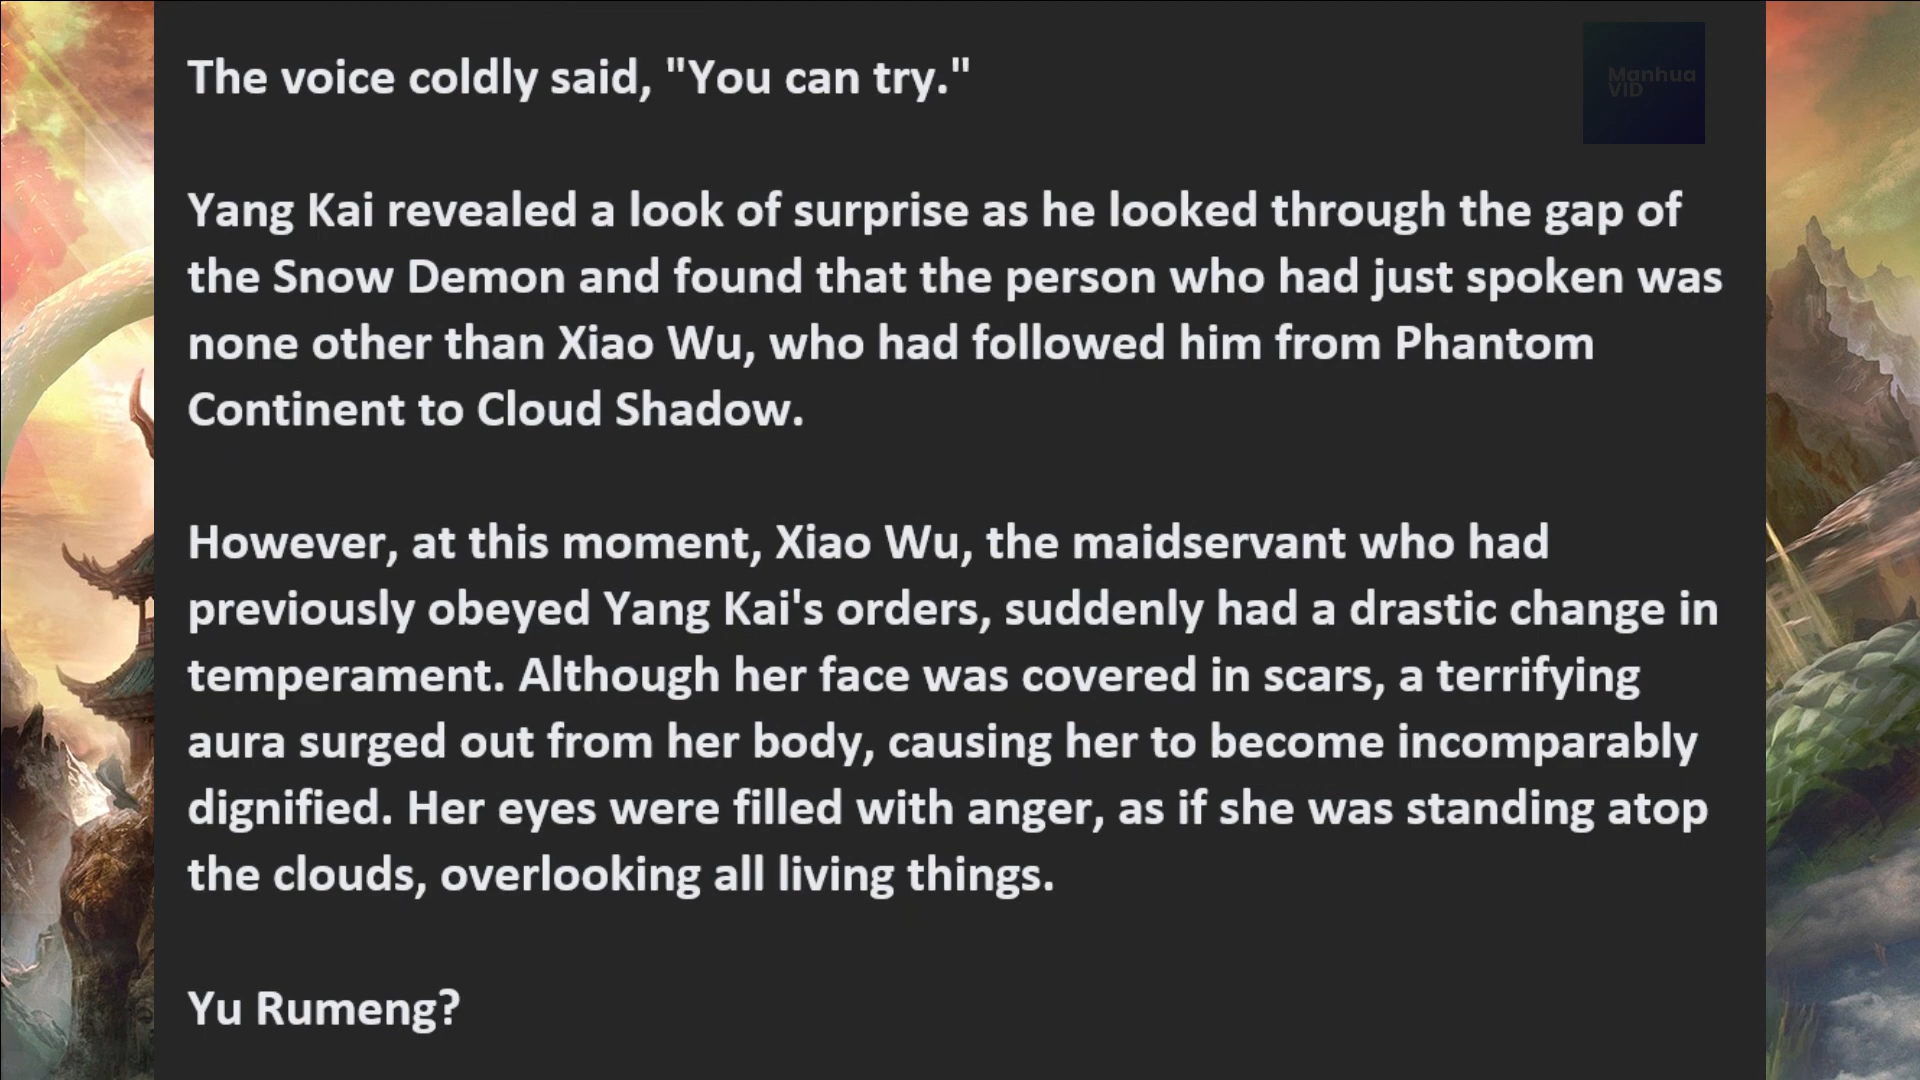 The voice coldly said, "You can try."
Manhua
VID
Yang Kai revealed a look of surprise as he looked through the gap of
the Snow Demon and found that the person who had just spoken was
none other than Xiao Wu, who had followed him from Phantom
Continent to Cloud Shadow.
However, at this moment, Xiao Wu, the maidservant who had
previously obeyed Yang Kai's orders, suddenly had a drastic change in
temperament. Although her face was covered in scars, a terrifying
aura surged out from her body, causing her to become incomparably
dignified. Her eyes were filled with anger, as if she was standing atop
the clouds, overlooking all living things.
Yu Rumeng?